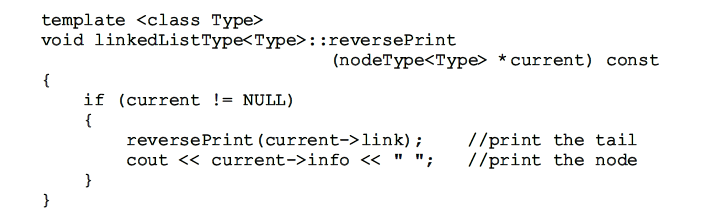 template <class Type>
void linkedListType<Type>::reversePrint
                           (nodeType<Type> *current) const
{
    if (current != NULL)
    {
        reversePrint(current->link);    //print the tail
        cout << current->info << " ";   //print the node
    }
}